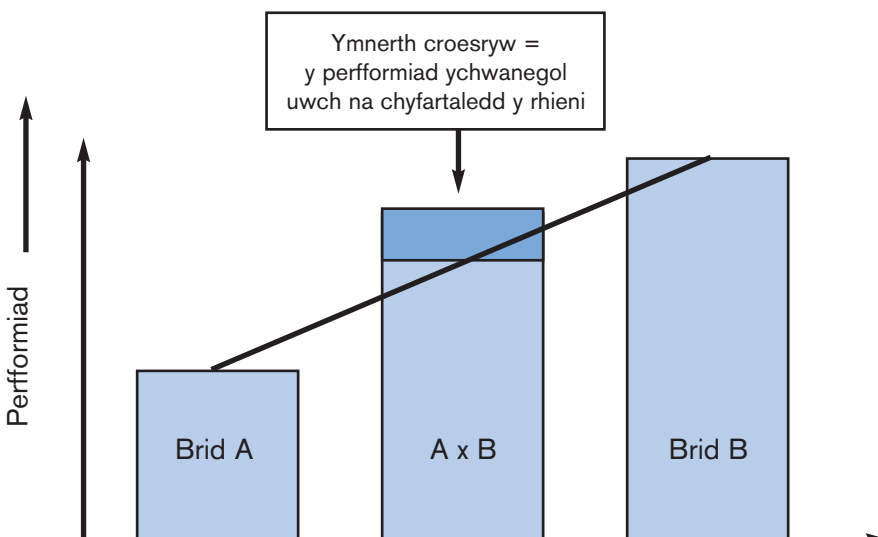 Ymnerth croesryw =
y perfformiad ychwanegol
uwch na chyfartaledd y rhieni
Perfformiad
Brid A
A x B
Brid B